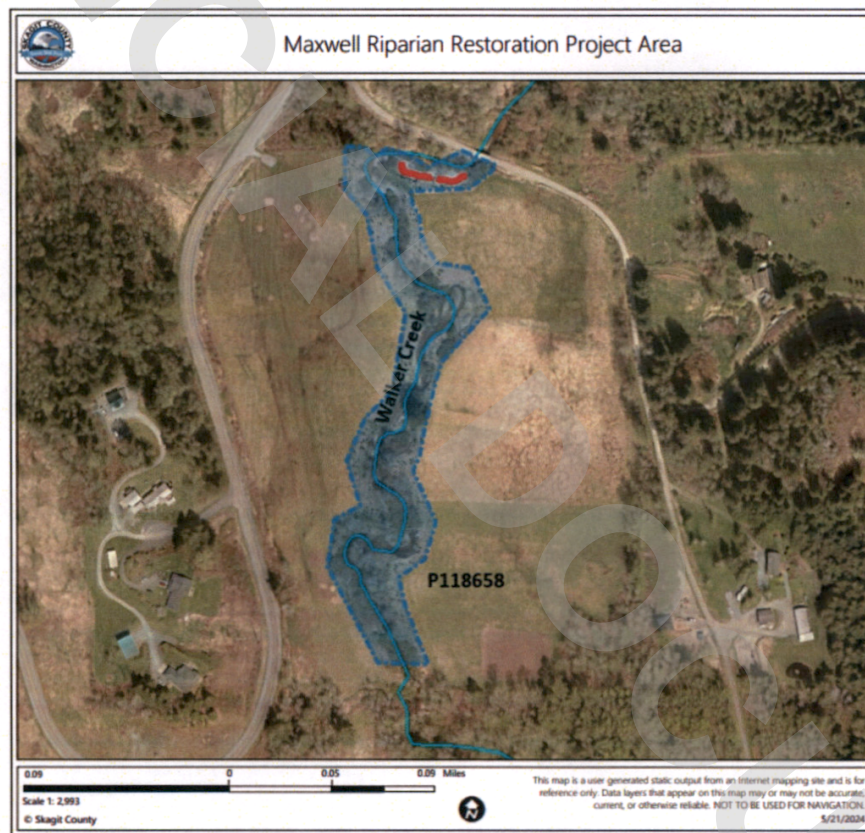 SKAGIT COUNTY
Maxwell Riparian Restoration Project Area
Walker Creek
P118658
0.09 0 0.05 0.09 Miles
Scale 1: 2,993
© Skagit County
N
This map is a user generated static output from an Internet mapping site and is for
reference only. Data layers that appear on this map may or may not be accurate,
current, or otherwise reliable. NOT TO BE USED FOR NAVIGATION.
5/21/2024